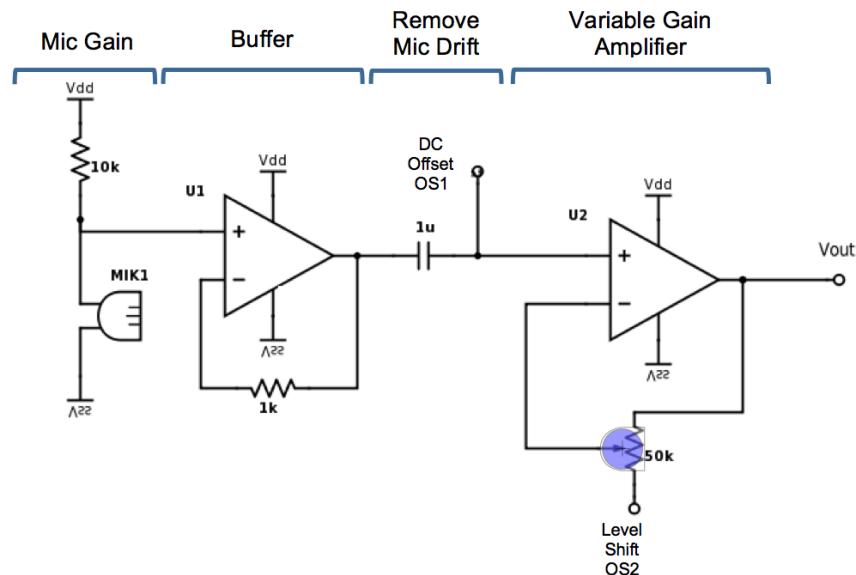 Mic Gain
Buffer
Remove
Mic Drift
Variable Gain
Amplifier
Vdd
10k
MIK1
Vss
U1
Vdd
+
−
Vss
1k
1u
DC
Offset
OS1
U2
Vdd
+
−
Vss
Vout
50k
Level
Shift
OS2